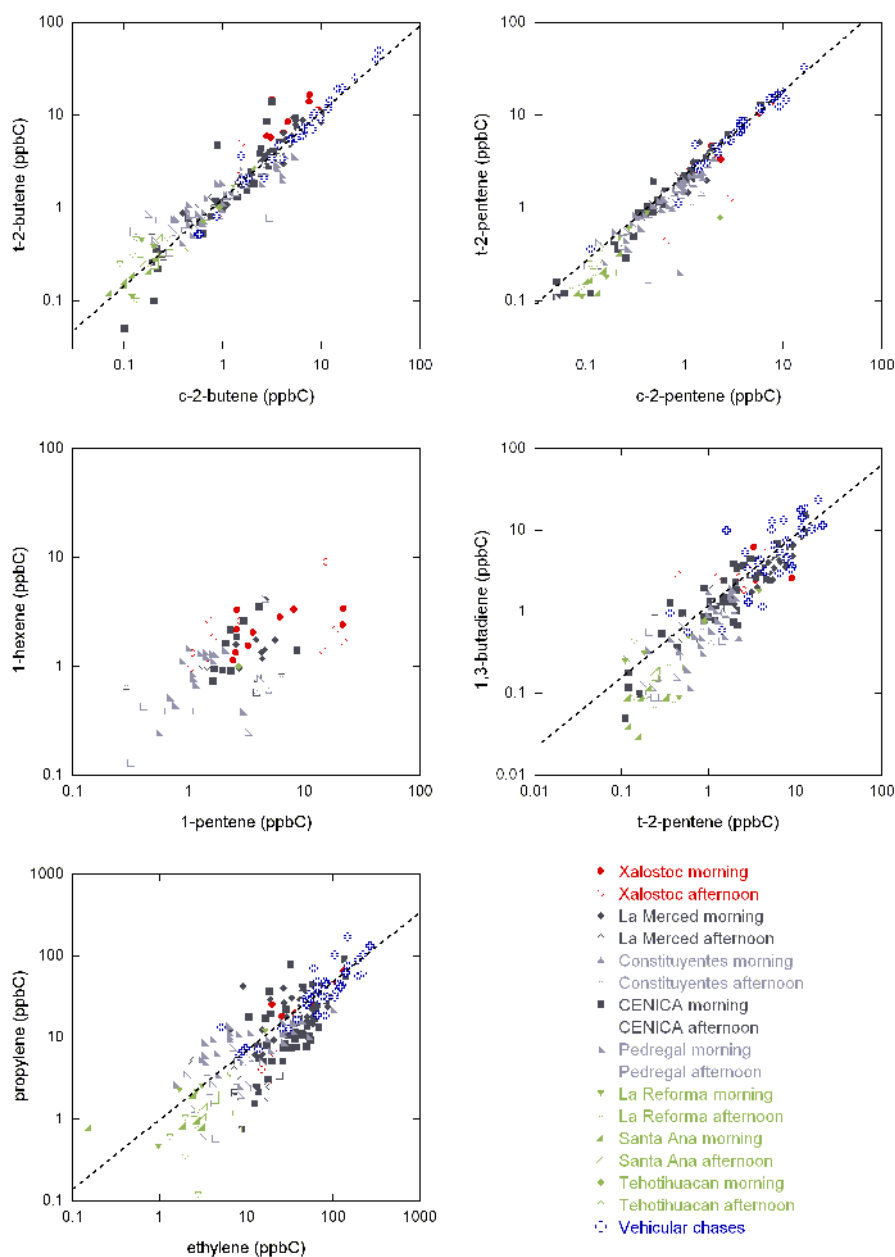 100
10
1
0.1
t-2-butene (ppbC)
0.1 1 10 100
c-2-butene (ppbC)
100
10
1
0.1
t-2-pentene (ppbC)
0.1 1 10 100
c-2-pentene (ppbC)
100
10
1
0.1
1-hexene (ppbC)
0.1 1 10 100
1-pentene (ppbC)
100
10
1
0.1
0.01
1,3-butadiene (ppbC)
0.01 0.1 1 10 100
t-2-pentene (ppbC)
1000
100
10
1
0.1
propylene (ppbC)
0.1 1 10 100 1000
ethylene (ppbC)
Xalostoc morning
Xalostoc afternoon
La Merced morning
La Merced afternoon
Constituyentes morning
Constituyentes afternoon
CENICA morning
CENICA afternoon
Pedregal morning
Pedregal afternoon
La Reforma morning
La Reforma afternoon
Santa Ana morning
Santa Ana afternoon
Tehotihuacan morning
Tehotihuacan afternoon
Vehicular chases